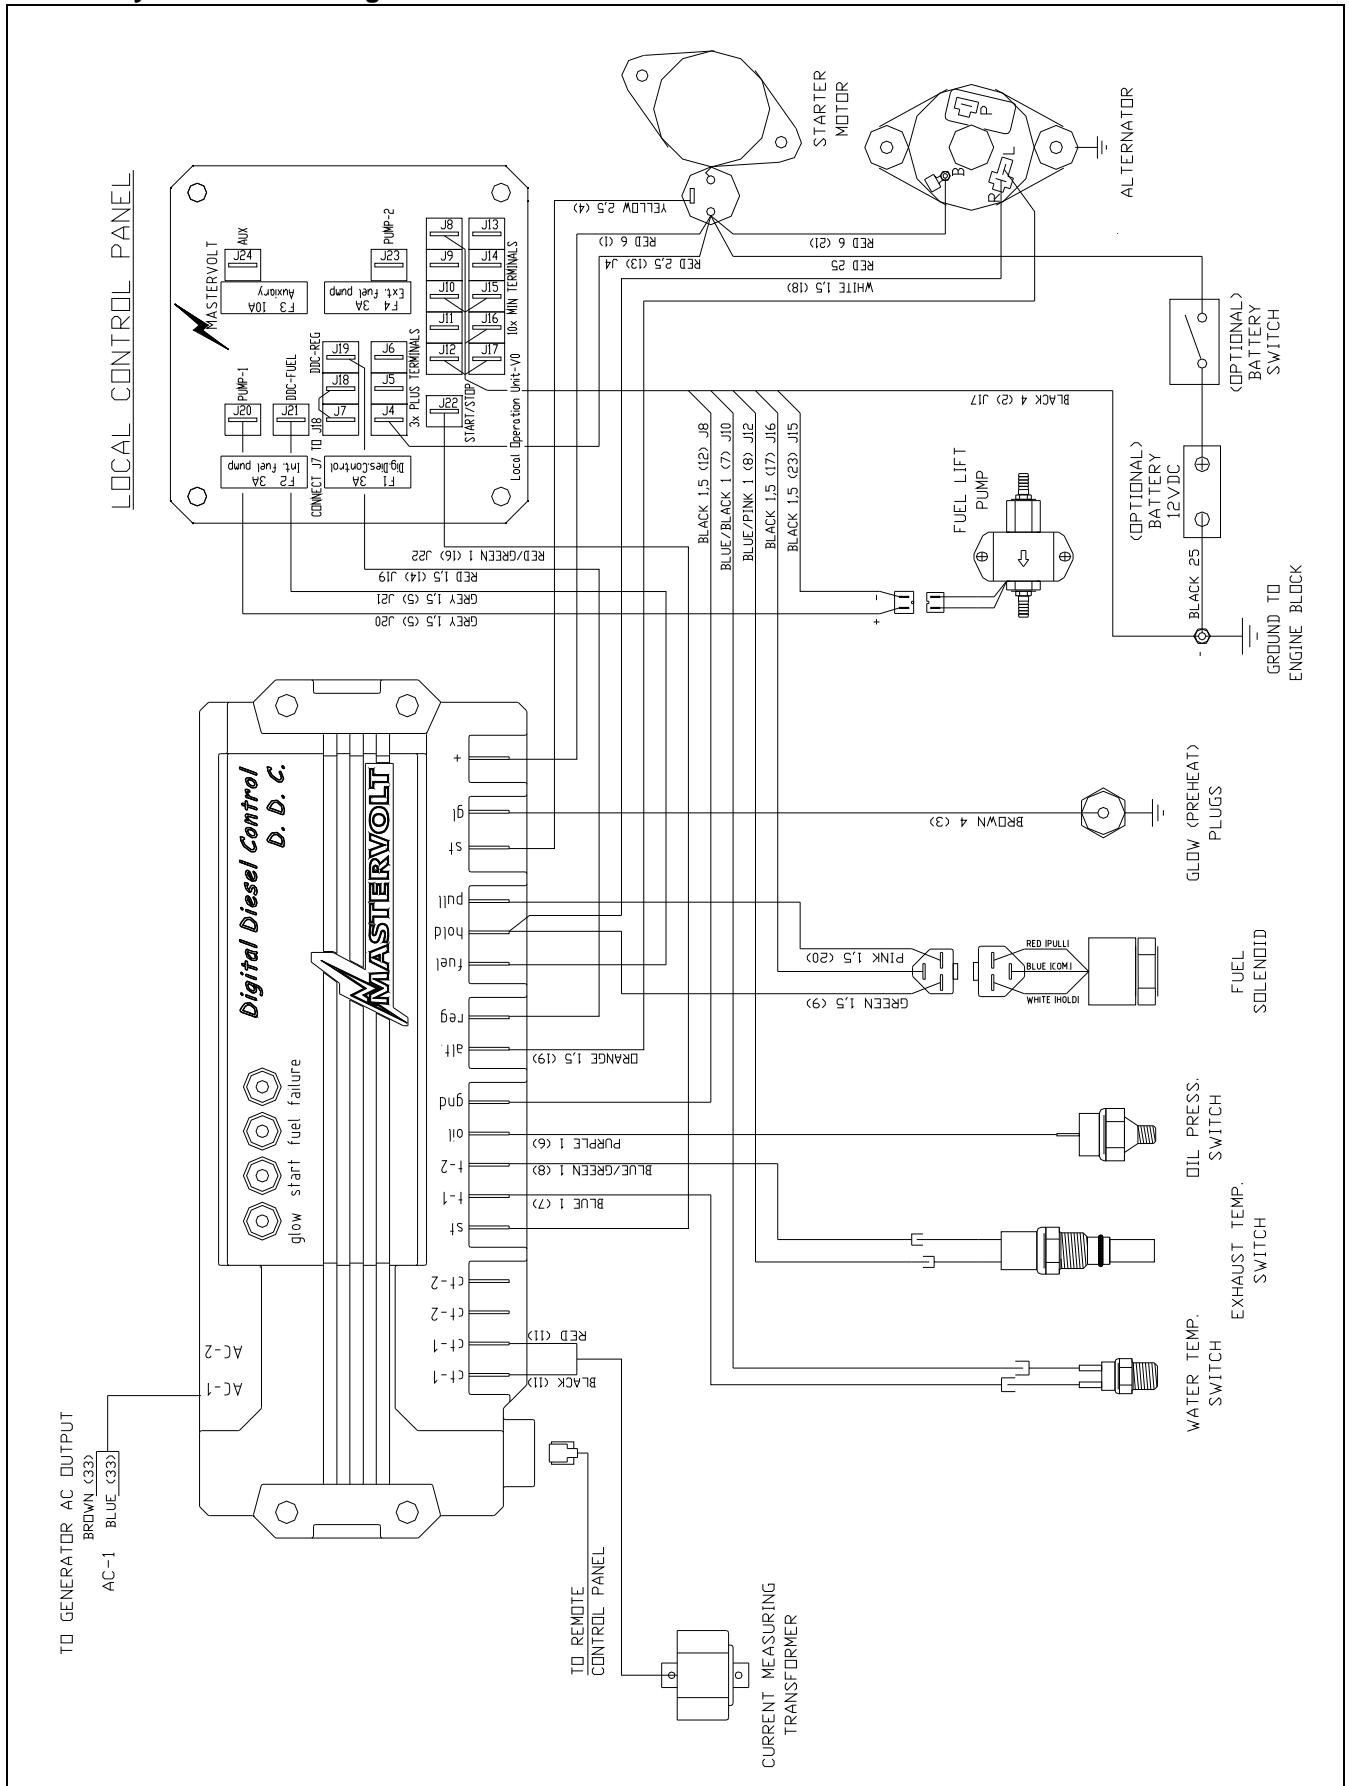 LOCAL CONTROL PANEL
MASTERVOLT
AUX
J24
F3 10A
Auxiary
PUMP-2
J23
F4 3A
Ext. Fuel pump
J8
J13
J9
J14
J10
J15
J11
J16
J12
J17
10x MIN TERMINALS
PUMP-1
J20
DDC-FUEL
J21
F2 3A
Int. Fuel pump
DDC-REG
J19
J18
J7
CONNECT J7 TO J18
J6
J5
J4
3x PLUS TERMINALS
F1 3A
Dig.Dies.Control
J22
START/STOP
Local Operation Unit-V0
STARTER
MOTOR
ALTERNATOR
P
B
R
L
YELLOW 2,5 (4)
RED 6 (1)
RED 2,5 (13) J4
RED 6 (21)
RED 25
WHITE 1,5 (18)
(OPTIONAL)
BATTERY
SWITCH
(OPTIONAL)
BATTERY
12VDC
BLACK 25
-
GROUND TO
ENGINE BLOCK
BLACK 4 (2) J17
BLACK 1,5 (12) J8
BLUE/BLACK 1 (7) J10
BLUE/PINK 1 (8) J12
BLACK 1,5 (17) J16
BLACK 1,5 (23) J15
FUEL LIFT
PUMP
-
+
RED/GREEN 1 (16) J22
RED 1,5 (14) J19
GREY 1,5 (5) J21
GREY 1,5 (5) J20
Digital Diesel Control
D. D. C.
MASTERVOLT
glow start fuel failure
AC-2
AC-1
+
gl
st
pull
hold
fuel
reg
alt.
gnd
oil
t-2
t-1
st
ct-2
ct-2
ct-1
ct-1
BROWN 4 (3)
GLOW (PREHEAT)
PLUGS
PINK 1,5 (20)
GREEN 1,5 (9)
RED (PULL)
BLUE (COM)
WHITE (HOLD)
FUEL
SOLENOID
ORANGE 1,5 (19)
PURPLE 1 (6)
OIL PRESS.
SWITCH
BLUE/GREEN 1 (8)
BLUE 1 (7)
EXHAUST TEMP.
SWITCH
WATER TEMP.
SWITCH
RED (11)
BLACK (11)
TO GENERATOR AC OUTPUT
BROWN (33)
BLUE (33)
AC-1
TO REMOTE
CONTROL PANEL
CURRENT MEASURING
TRANSFORMER